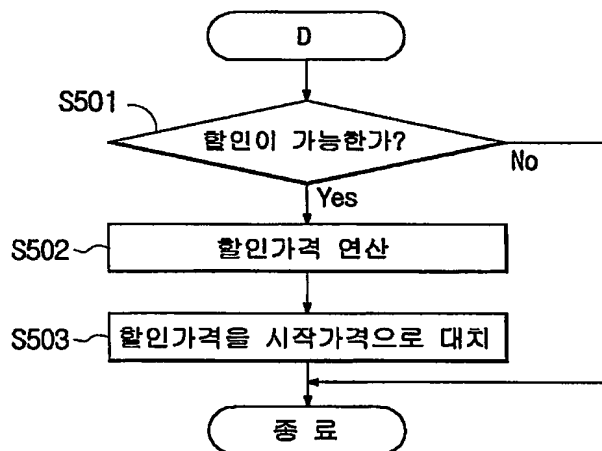 D
S501
할인이 가능한가?
No
Yes
S502
할인가격 연산
S503
할인가격을 시작가격으로 대치
종 료